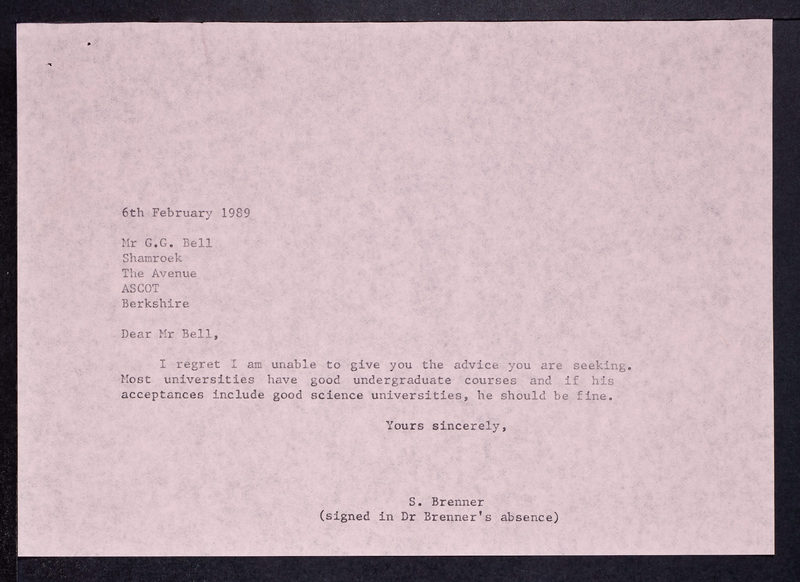 6th February 1989
Mr G.G. Bell
Shamroek
The Avenue
ASCOT
Berkshire
Dear Mr Bell,
I regret I am unable to give you the advice you are seeking.
Most universities have good undergraduate courses and if his
acceptances include good science universities, he should be fine.
Yours sincerely,
S. Brenner
(signed in Dr Brenner's absence)